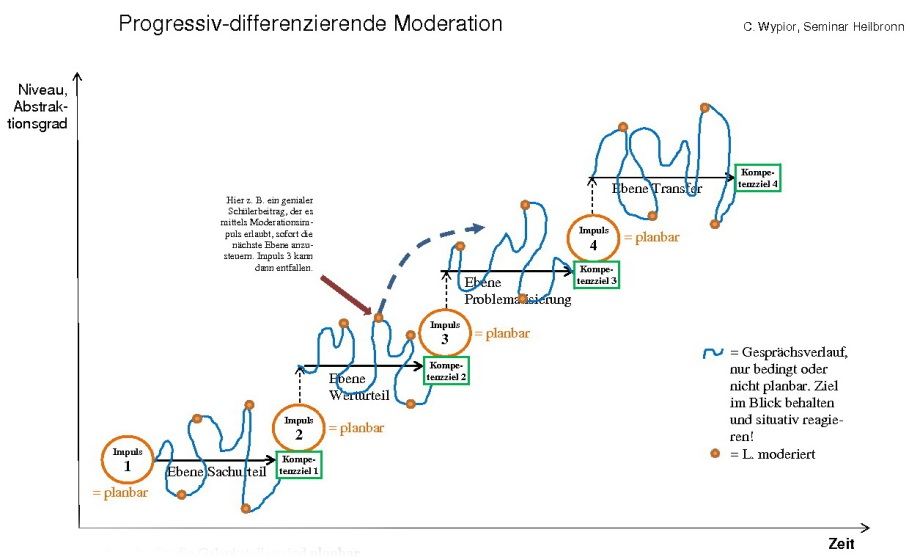 Progressiv-differenzierende Moderation
C. Wypior, Seminar Heilbronn
Niveau,
Abstrak-
tionsgrad
Kompe-
tenzziel 4
Ebene Transfer
Hier z. B. ein genialer
Schülerbeitrag, der es
mittels Moderationsim-
puls erlaubt, sofort die
nächste Ebene anzu-
steuern. Impuls 3 kann
dann entfallen.
Impuls
4
= planbar
Kompe-
tenzziel 3
Ebene
Problematisierung
Impuls
3
= planbar
Kompe-
tenzziel 2
Ebene
Werturteil
= Gesprächsverlauf,
nur bedingt oder
nicht planbar. Ziel
im Blick behalten
und situativ reagie-
ren!
= L. moderiert
Impuls
2
= planbar
Kompe-
tenzziel 1
Impuls
1
Ebene Sachurteil
= planbar
Zeit